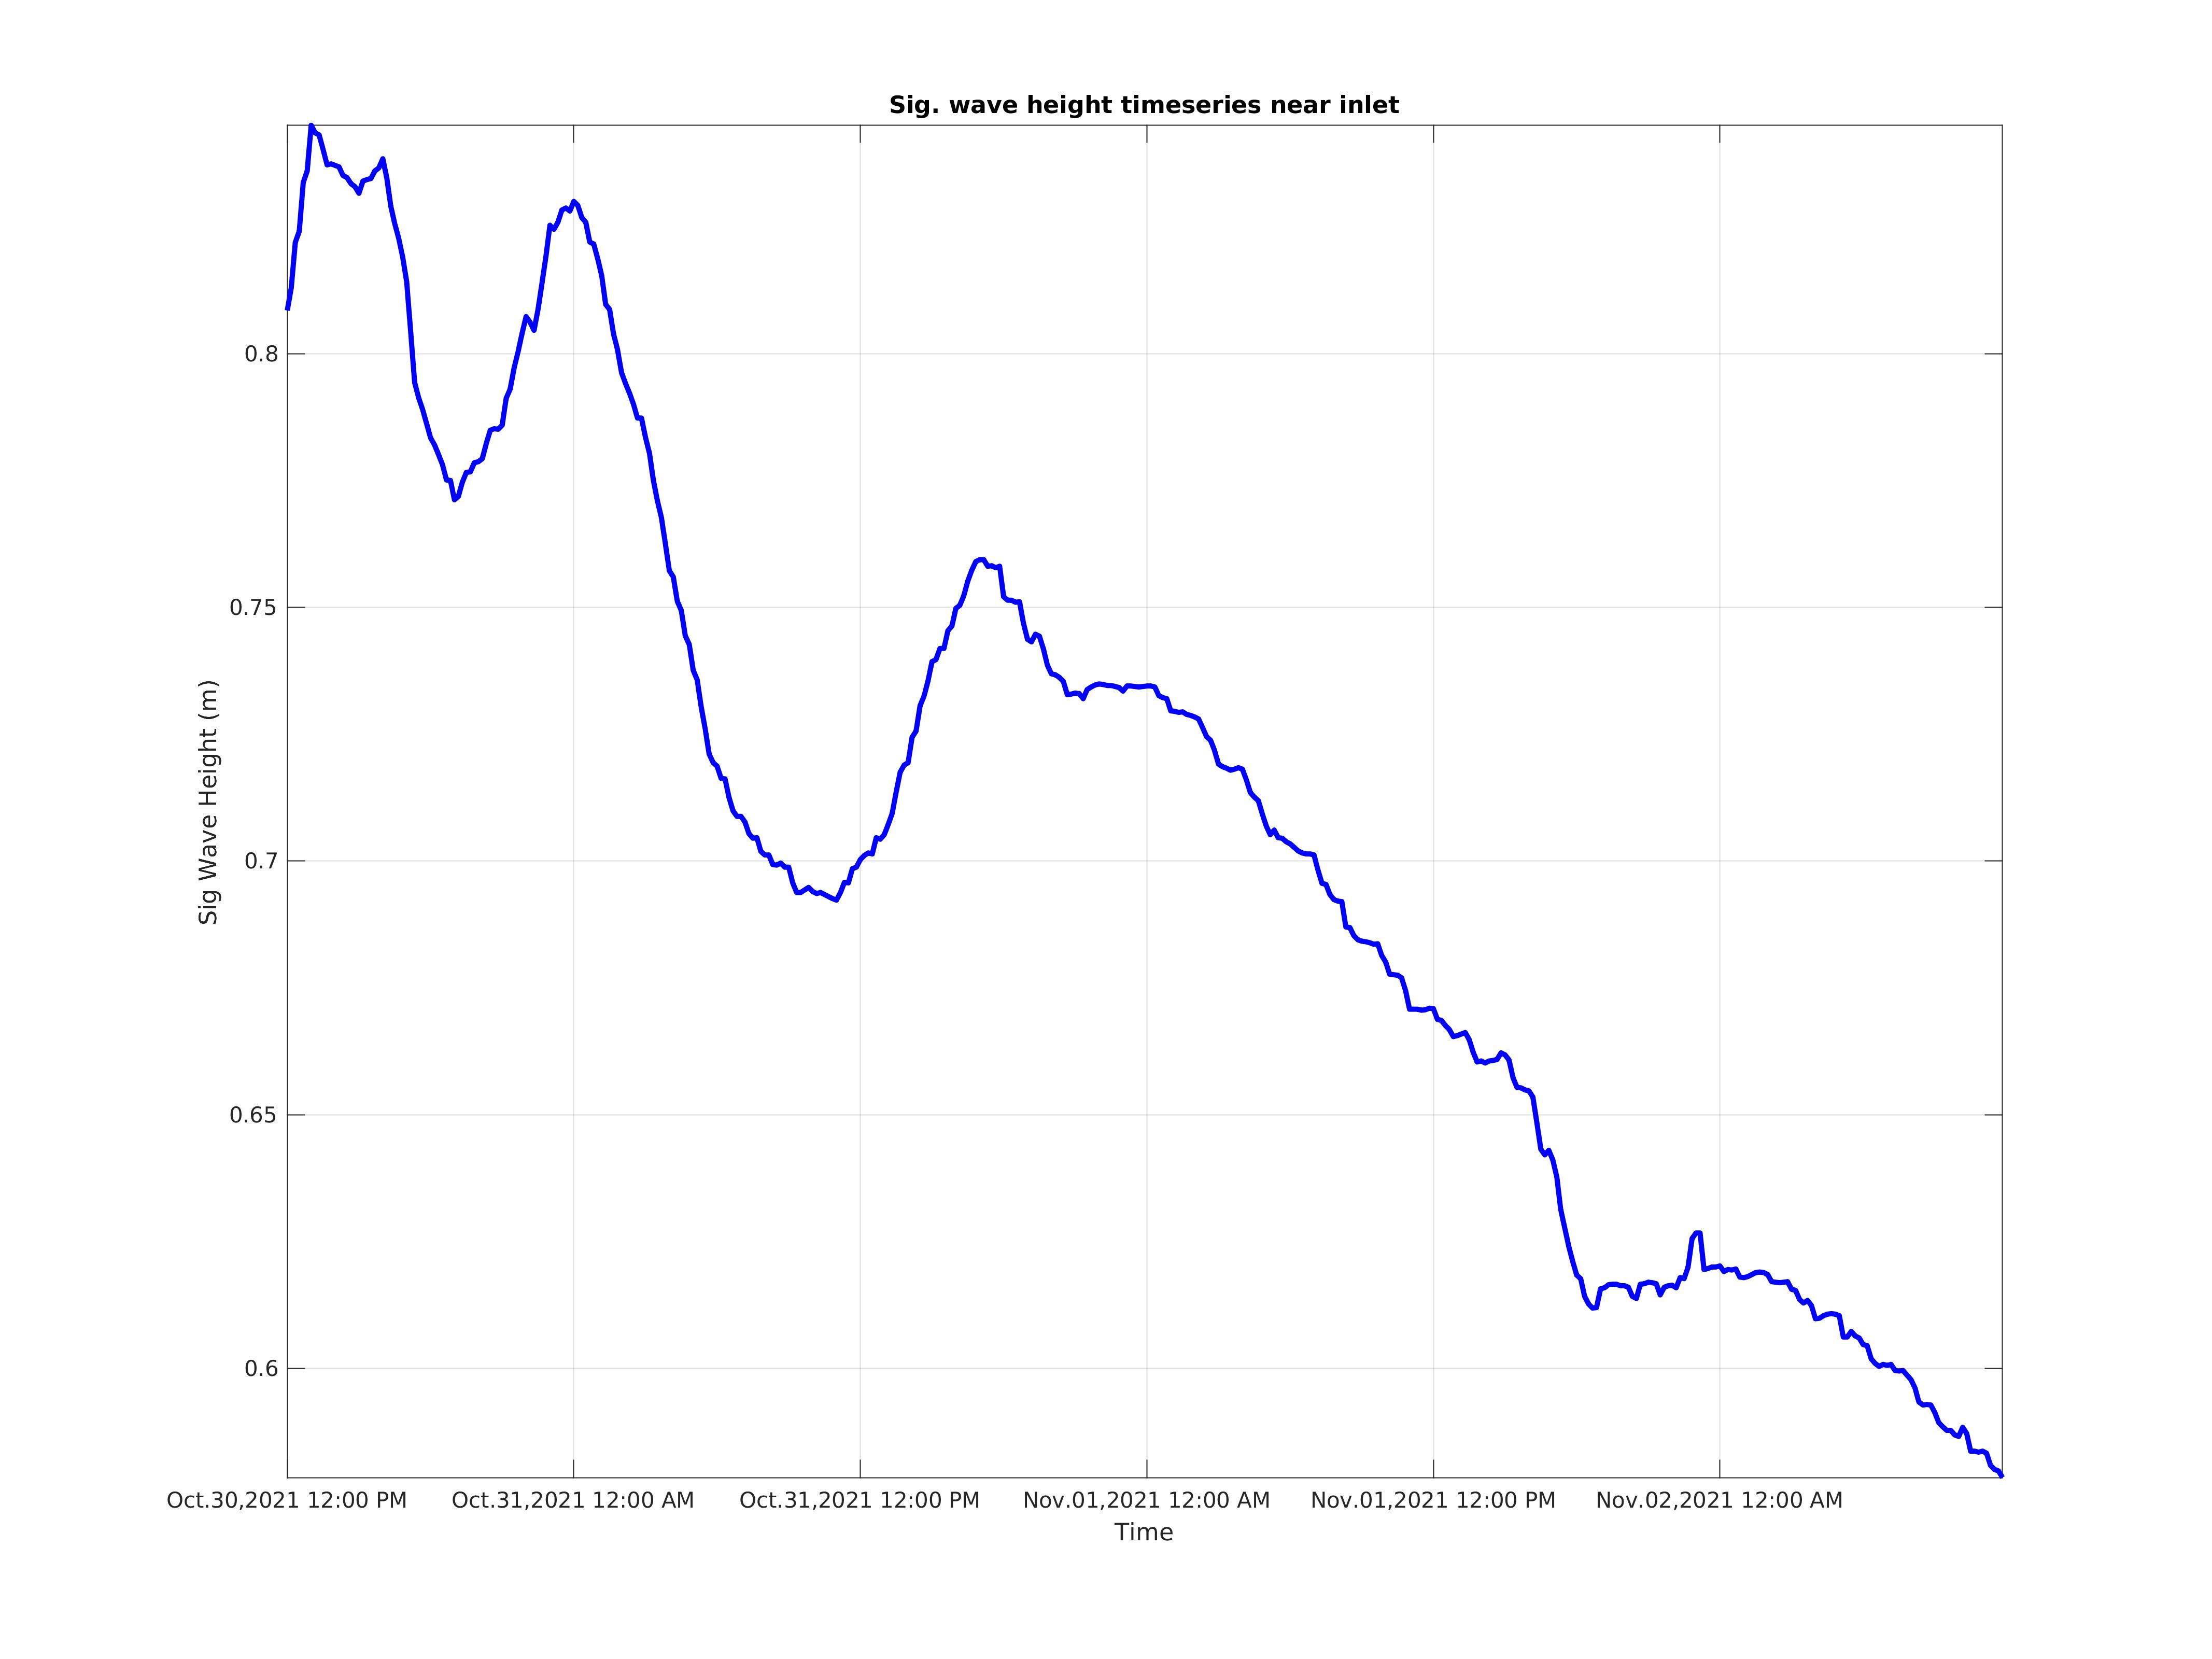 Sig. wave height timeseries near inlet
0.8
0.75
0.7
0.65
0.6
Sig Wave Height (m)
Oct.30,2021 12:00 PM Oct.31,2021 12:00 AM Oct.31,2021 12:00 PM Nov.01,2021 12:00 AM Nov.01,2021 12:00 PM Nov.02,2021 12:00 AM
Time